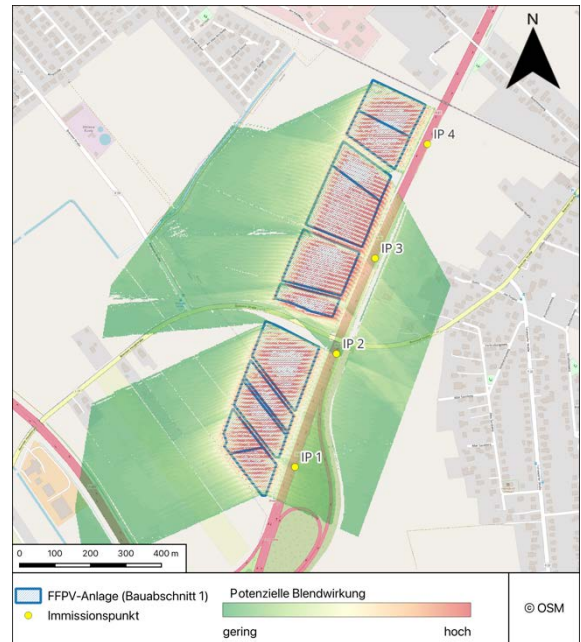 N
IP 4
IP 3
IP 2
IP 1
0 100 200 300 400 m
FFPV-Anlage (Bauabschnitt 1)
Immissionspunkt
Potenzielle Blendwirkung
gering hoch
© OSM